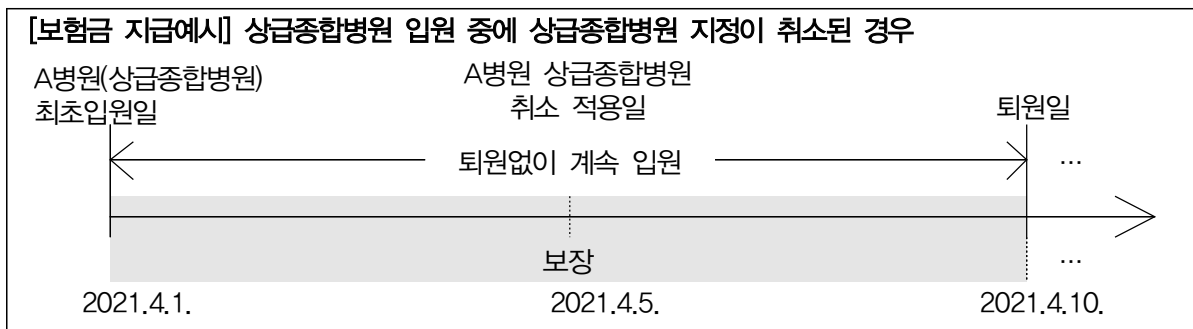 [보험금 지급예시] 상급종합병원 입원 중에 상급종합병원 지정이 취소된 경우
A병원(상급종합병원)
최초입원일
A병원 상급종합병원
취소 적용일
퇴원일
퇴원없이 계속 입원
…
보장
…
2021.4.1.
2021.4.5.
2021.4.10.